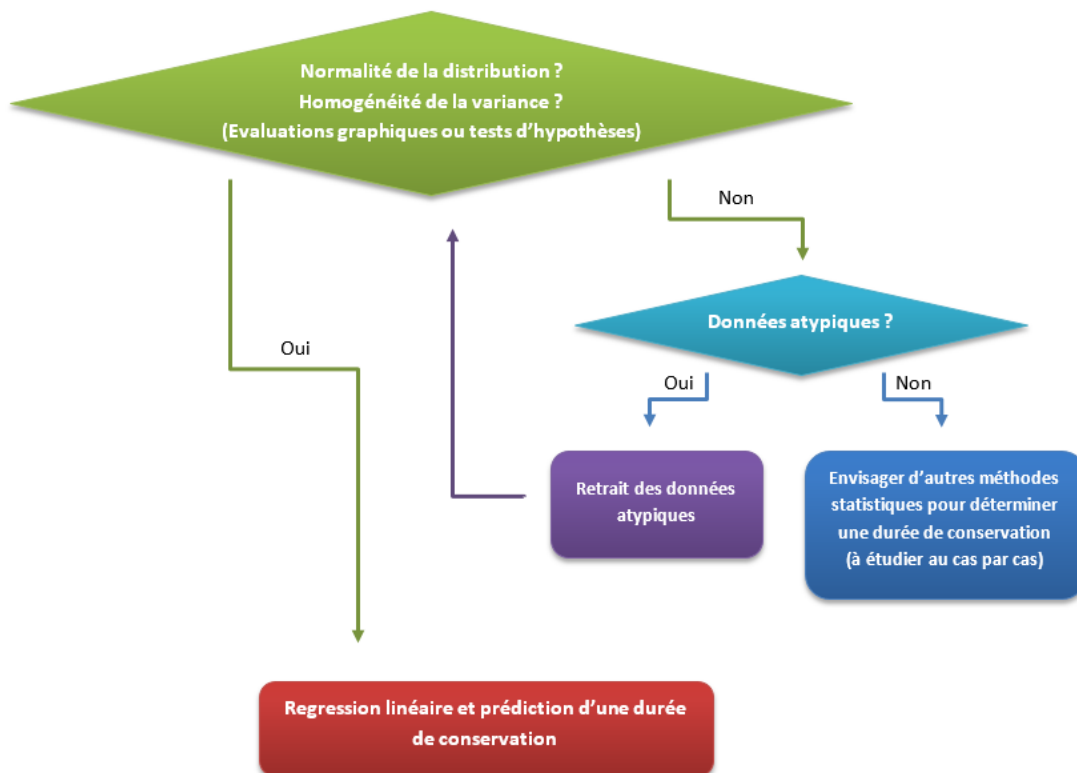 Normalité de la distribution ?
Homogénéité de la variance ?
(Evaluations graphiques ou tests d'hypothèses)
Non
Données atypiques ?
Oui
Oui
Non
Retrait des données
atypiques
Envisager d'autres méthodes
statistiques pour déterminer
une durée de conservation
(à étudier au cas par cas)
Regression linéaire et prédiction d'une durée
de conservation